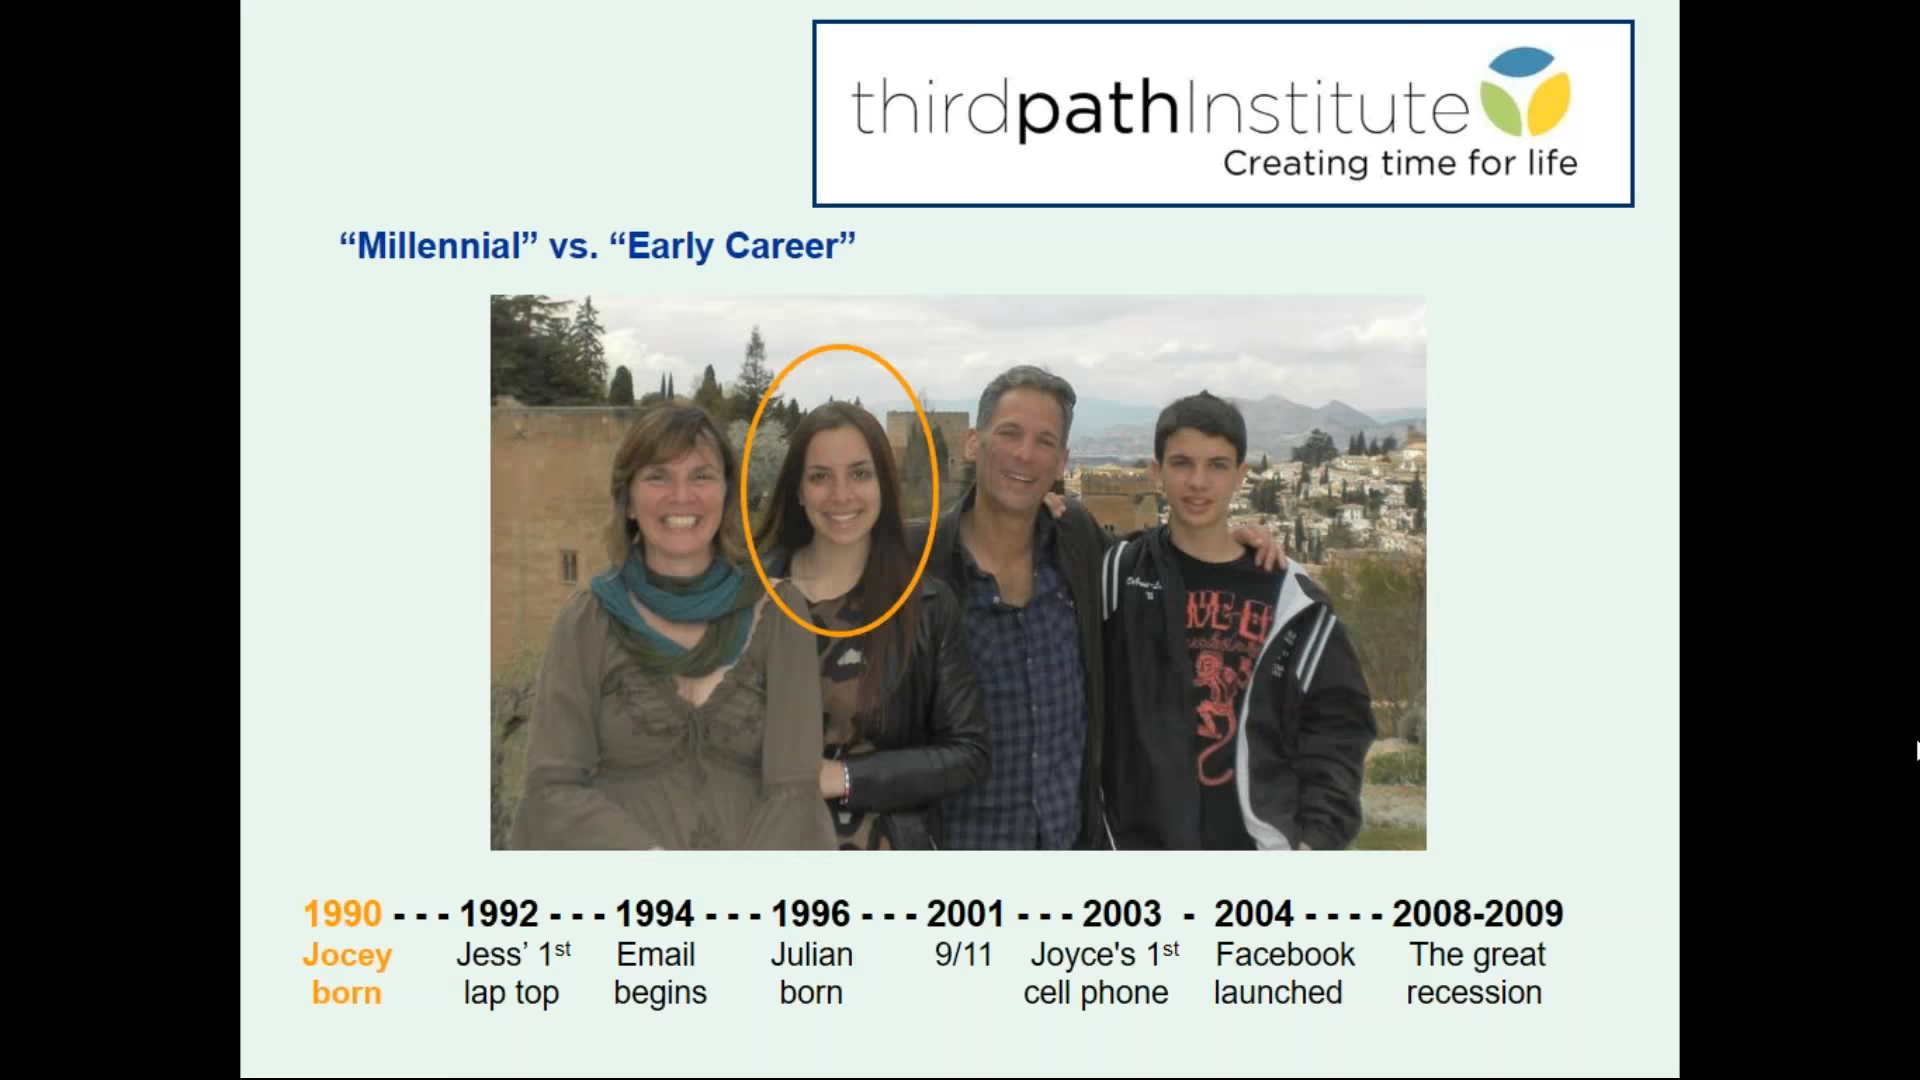 thirdpathInstitute
Creating time for life
“Millennial” vs. “Early Career”
1990 - - - 1992 - - - 1994 - - - 1996 - - - 2001 - - - 2003 - 2004 - - - - 2008-2009
Jocey Jess’ 1st Email Julian 9/11 Joyce's 1st Facebook The great
born lap top begins born cell phone launched recession